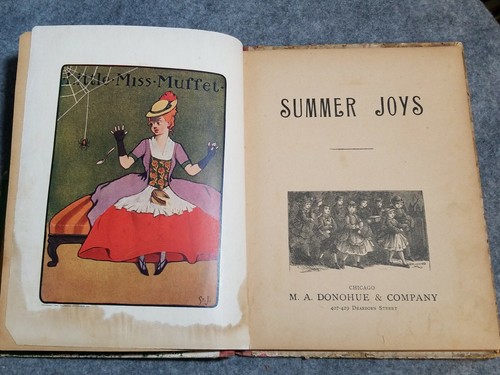 Little·Miss·Muffet·
SUMMER JOYS
CHICAGO
M. A. DONOHUE & COMPANY
407-429 DEARBORN STREET